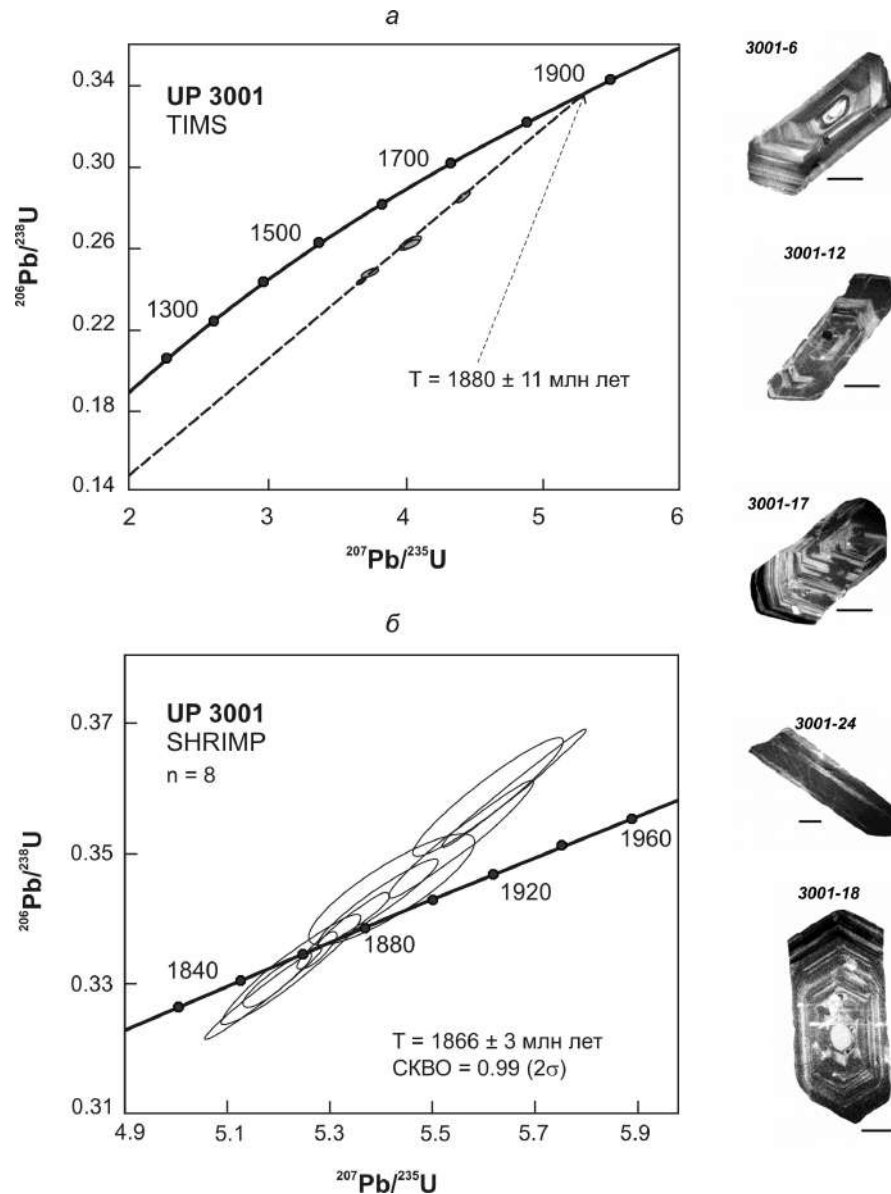 а
UP 3001
TIMS
0.34
0.30
0.26
0.22
0.18
0.14
²⁰⁶Pb/²³⁸U
1900
1700
1500
1300
T = 1880 ± 11 млн лет
2 3 4 5 6
²⁰⁷Pb/²³⁵U
б
UP 3001
SHRIMP
n = 8
0.37
0.35
0.33
0.31
²⁰⁶Pb/²³⁸U
1960
1920
1880
1840
T = 1866 ± 3 млн лет
СКВО = 0.99 (2σ)
4.9 5.1 5.3 5.5 5.7 5.9
²⁰⁷Pb/²³⁵U
3001-6
3001-12
3001-17
3001-24
3001-18